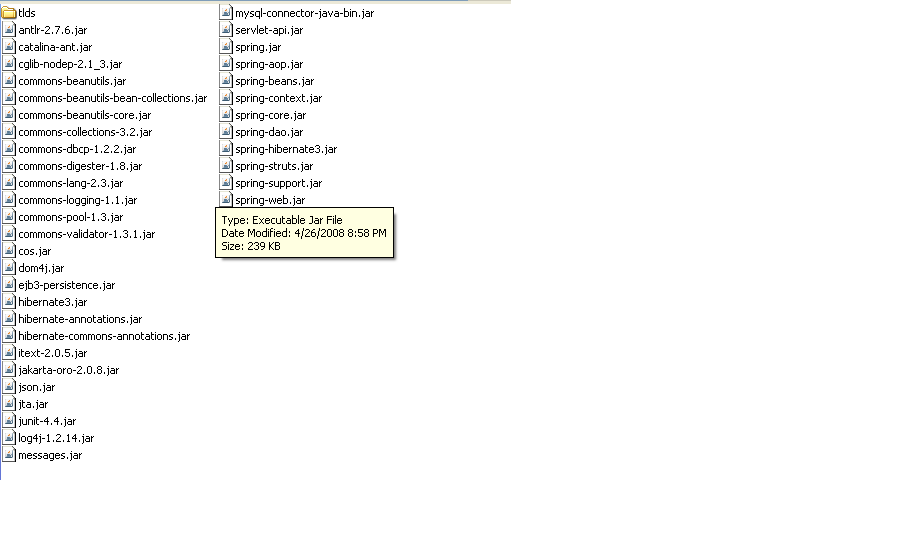 tlds
antlr-2.7.6.jar
catalina-ant.jar
cglib-nodep-2.1_3.jar
commons-beanutils.jar
commons-beanutils-bean-collections.jar
commons-beanutils-core.jar
commons-collections-3.2.jar
commons-dbcp-1.2.2.jar
commons-digester-1.8.jar
commons-lang-2.3.jar
commons-logging-1.1.jar
commons-pool-1.3.jar
commons-validator-1.3.1.jar
cos.jar
dom4j.jar
ejb3-persistence.jar
hibernate3.jar
hibernate-annotations.jar
hibernate-commons-annotations.jar
itext-2.0.5.jar
jakarta-oro-2.0.8.jar
json.jar
jta.jar
junit-4.4.jar
log4j-1.2.14.jar
messages.jar
mysql-connector-java-bin.jar
servlet-api.jar
spring.jar
spring-aop.jar
spring-beans.jar
spring-context.jar
spring-core.jar
spring-dao.jar
spring-hibernate3.jar
spring-struts.jar
spring-support.jar
spring-web.jar
Type: Executable Jar File
Date Modified: 4/26/2008 8:58 PM
Size: 239 KB